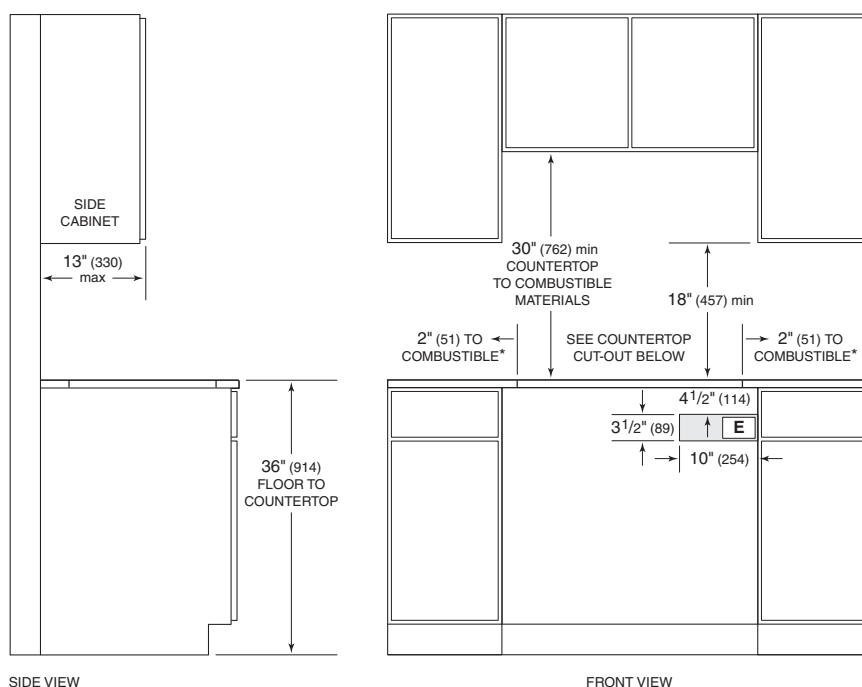 SIDE
CABINET
13" (330)
max
36" (914)
FLOOR TO
COUNTERTOP
SIDE VIEW
30" (762) min
COUNTERTOP
TO COMBUSTIBLE
MATERIALS
18" (457) min
2" (51) TO
COMBUSTIBLE*
SEE COUNTERTOP
CUT-OUT BELOW
2" (51) TO
COMBUSTIBLE*
4 1/2" (114)
3 1/2" (89)
E
10" (254)
FRONT VIEW